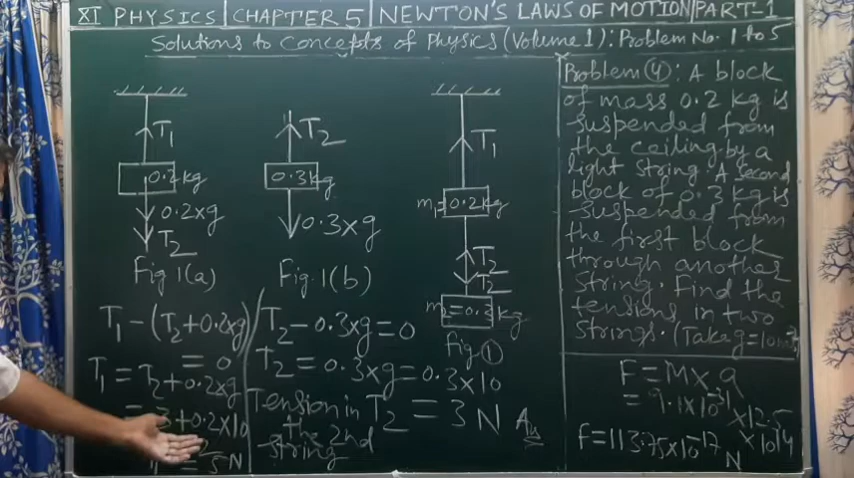 XI PHYSICS | CHAPTER 5 | NEWTON'S LAWS OF MOTION/PART-1
Solutions to Concepts of Physics (Volume 1): Problem No. 1 to 5
T1
0.2kg
0.2xg
T2
Fig 1(a)
T2
0.3kg
0.3xg
Fig 1(b)
T1
m1=0.2kg
T2
T2
m2=0.3kg
Fig 1
T1-(T2+0.2xg)
=0
T1=T2+0.2xg
=3+0.2x10
=5N
T2-0.3xg=0
T2=0.3xg=0.3x10
Tension in T2=3N Ans
the 2nd
string
Problem (4): A block
of mass 0.2 kg is
suspended from
the ceiling by a
light string. A second
block of 0.3 kg is
suspended from
the first block
through another
string. Find the
tensions in two
strings. (Take g=10m/s2)
F=Mxa
=9.1x10-31
x12.5
x1014
F=113.75x10-17
N